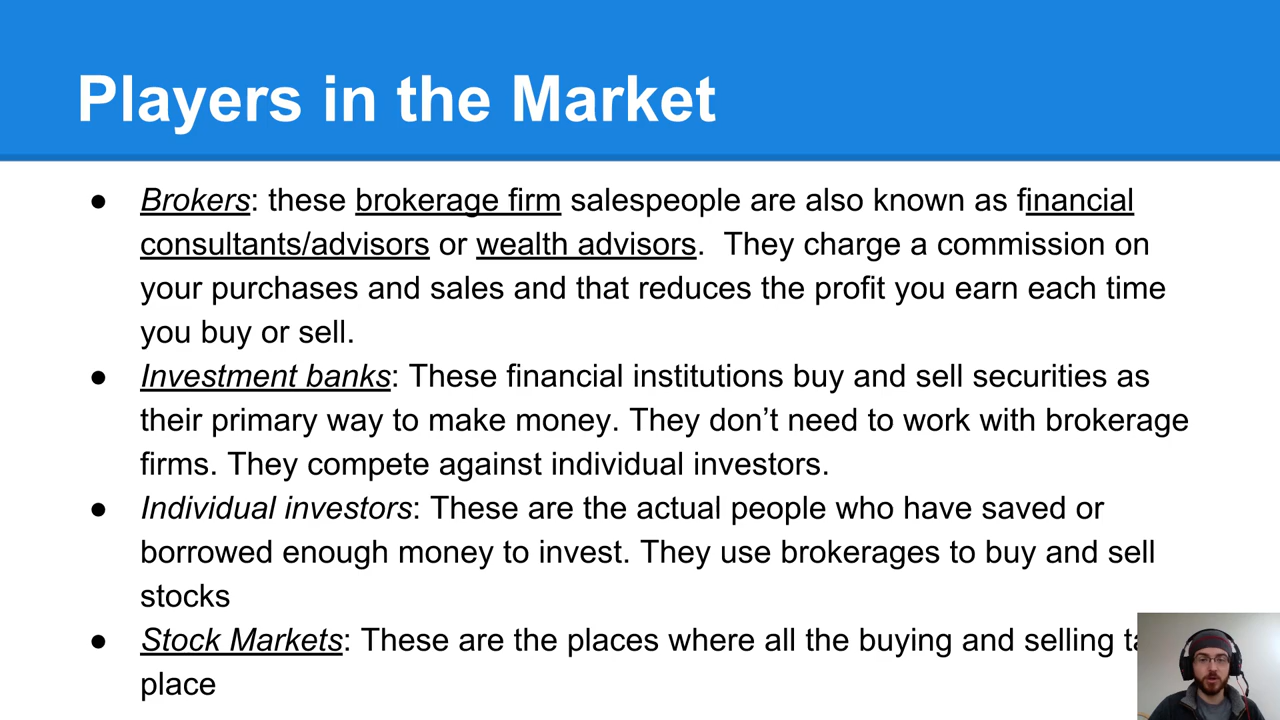 Players in the Market
● Brokers: these brokerage firm salespeople are also known as financial
consultants/advisors or wealth advisors.  They charge a commission on
your purchases and sales and that reduces the profit you earn each time
you buy or sell.
● Investment banks: These financial institutions buy and sell securities as
their primary way to make money. They don’t need to work with brokerage
firms. They compete against individual investors.
● Individual investors: These are the actual people who have saved or
borrowed enough money to invest. They use brokerages to buy and sell
stocks
● Stock Markets: These are the places where all the buying and selling
place